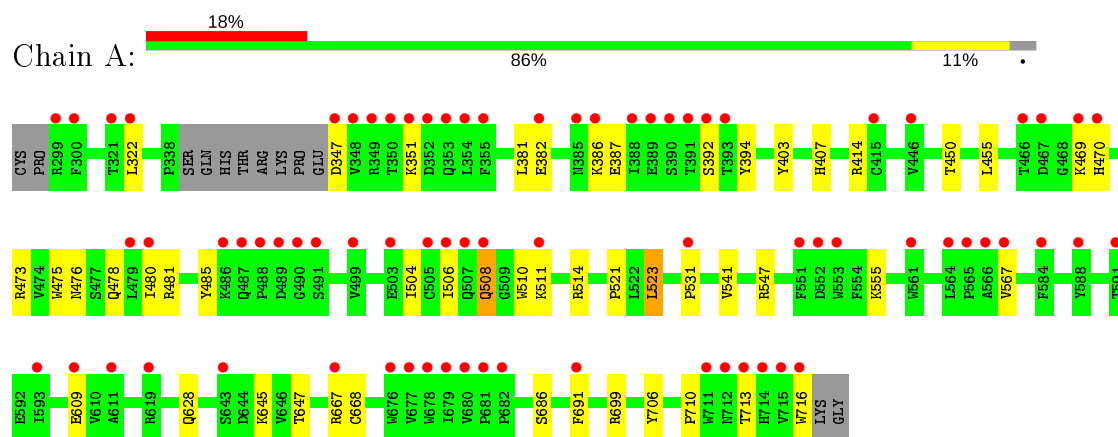 18%
Chain A:
86% 11% •
CYS PRO R299 F300 T321 L322 P338 SER GLN HIS THR ARG LYS PRO GLU D347 V348 R349 T350 K351 D352 Q353 L354 F355 L381 E382 N385 K386 E387 I388 E389 S390 T391 S392 T393 Y394 Y403 H407 R414 C415 V446 T450 L455 T466 D467 G468 K469 H470
R473 V474 W475 N476 S477 Q478 L479 I480 R481 Y485 K486 Q487 P488 D489 G490 S491 V499 E503 I504 C505 I506 Q507 Q508 G509 W510 K511 R514 P521 L522 L523 P531 V541 R547 F551 D552 W553 F554 K555 W561 L564 P565 A566 V567 F584 Y588 T591
E592 I593 E609 V610 A611 R619 Q628 S643 D644 K645 V646 T647 R667 C668 W676 V677 W678 I679 V680 P681 P682 S686 F691 R699 Y706 P710 W711 N712 T713 H714 V715 W716 LYS GLY